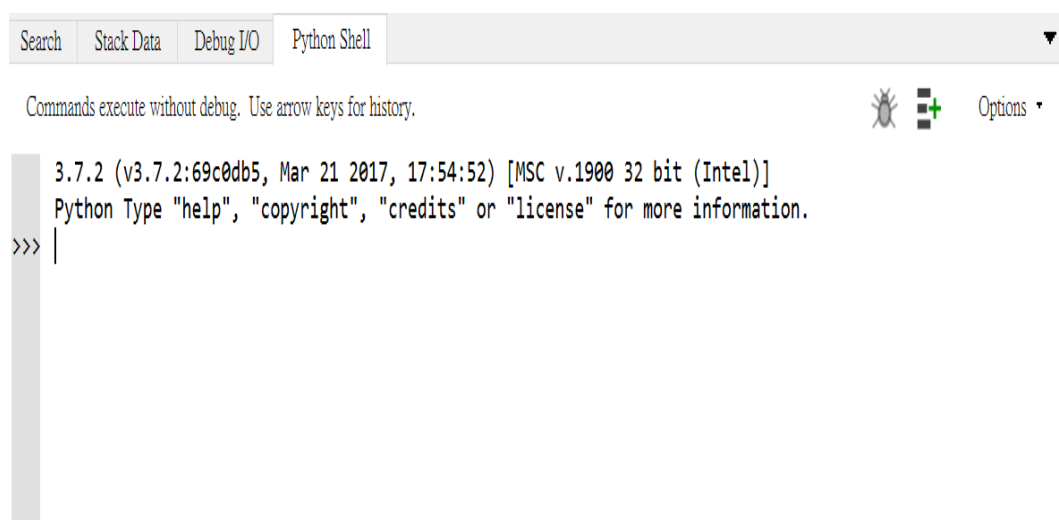 Search Stack Data Debug I/O Python Shell
Commands execute without debug. Use arrow keys for history. Options
3.7.2 (v3.7.2:69c0db5, Mar 21 2017, 17:54:52) [MSC v.1900 32 bit (Intel)]
Python Type "help", "copyright", "credits" or "license" for more information.
>>>